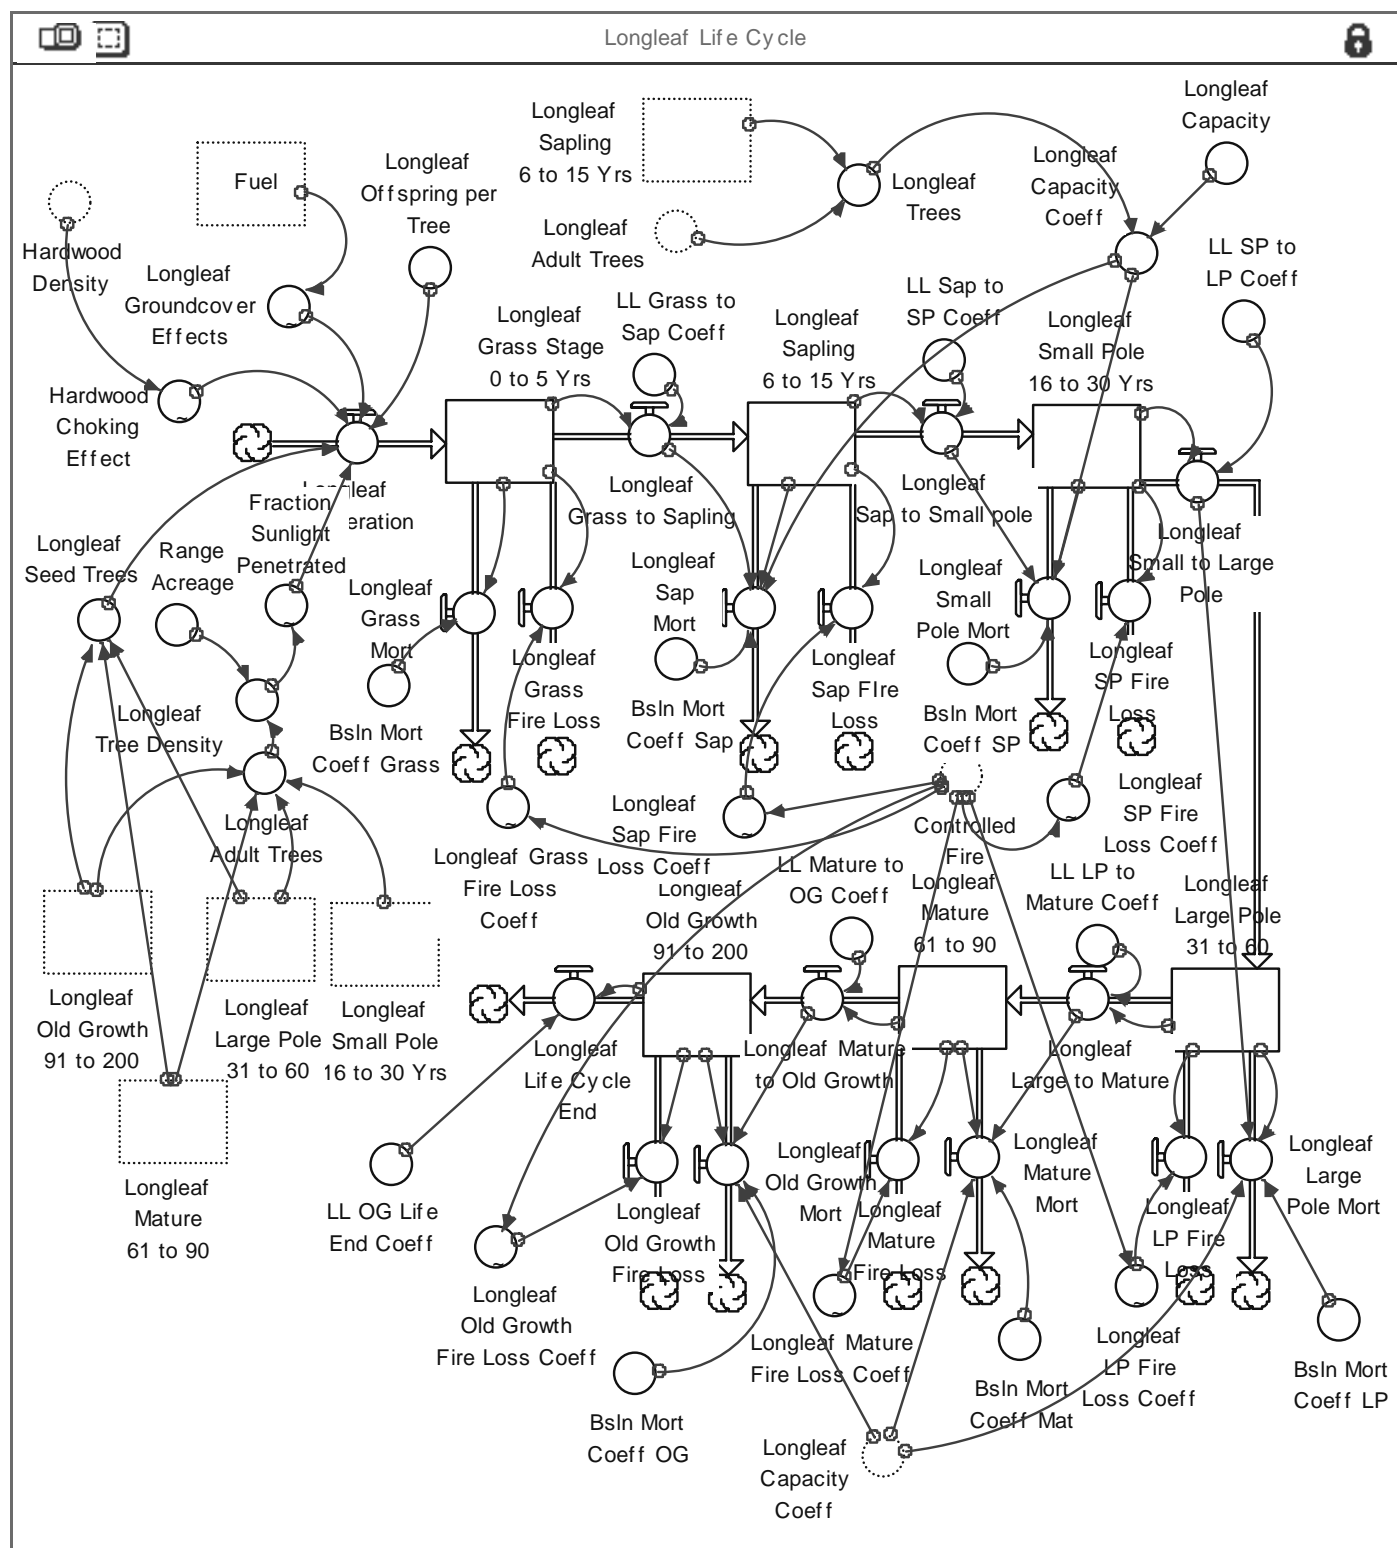 Longleaf Life Cycle
Longleaf
Capacity
Longleaf
Sapling
6 to 15 Yrs
Longleaf
Capacity
Coeff
Longleaf
Trees
Longleaf
Adult Trees
Fuel
Longleaf
Offspring per
Tree
Hardwood
Density
Longleaf
Groundcover
Effects
LL SP to
LP Coeff
LL Grass to
Sap Coeff
LL Sap to
SP Coeff
Longleaf
Grass Stage
0 to 5 Yrs
Longleaf
Sapling
6 to 15 Yrs
Longleaf
Small Pole
16 to 30 Yrs
Hardwood
Choking
Effect
Fraction
Sunlight
Penetrated
Longleaf
Grass to Sapling
Longleaf
Sap to Small pole
Longleaf
Small to Large
Pole
Longleaf
Seed Trees
Range
Acreage
Longleaf
Grass
Mort
Longleaf
Sap
Mort
Longleaf
Small
Pole Mort
Longleaf
Grass
Fire Loss
Longleaf
Sap FIre
Loss
Longleaf
SP Fire
Loss
Longleaf
Tree Density
Bsln Mort
Coeff Grass
Bsln Mort
Coeff Sap
Bsln Mort
Coeff SP
Longleaf
Adult Trees
Longleaf Grass
Fire Loss
Coeff
Longleaf
Sap Fire
Loss Coeff
Controlled
Fire
Longleaf
SP Fire
Loss Coeff
Longleaf
Old Growth
91 to 200
LL Mature to
OG Coeff
Longleaf
Mature
61 to 90
LL LP to
Mature Coeff
Longleaf
Large Pole
31 to 60
Longleaf
Old Growth
91 to 200
Longleaf
Large Pole
31 to 60
Longleaf
Small Pole
16 to 30 Yrs
Longleaf
Life Cycle
End
Longleaf Mature
to Old Growth
Longleaf
Large to Mature
Longleaf
Mature
61 to 90
LL OG Life
End Coeff
Longleaf
Old Growth
Fire Loss
Longleaf
Old Growth
Mort
Longleaf
Mature
Fire Loss
Longleaf
Mature
Mort
Longleaf
LP Fire
Loss
Longleaf
Large
Pole Mort
Longleaf
Old Growth
Fire Loss Coeff
Longleaf Mature
Fire Loss Coeff
Longleaf
LP Fire
Loss Coeff
Bsln Mort
Coeff OG
Bsln Mort
Coeff Mat
Bsln Mort
Coeff LP
Longleaf
Capacity
Coeff